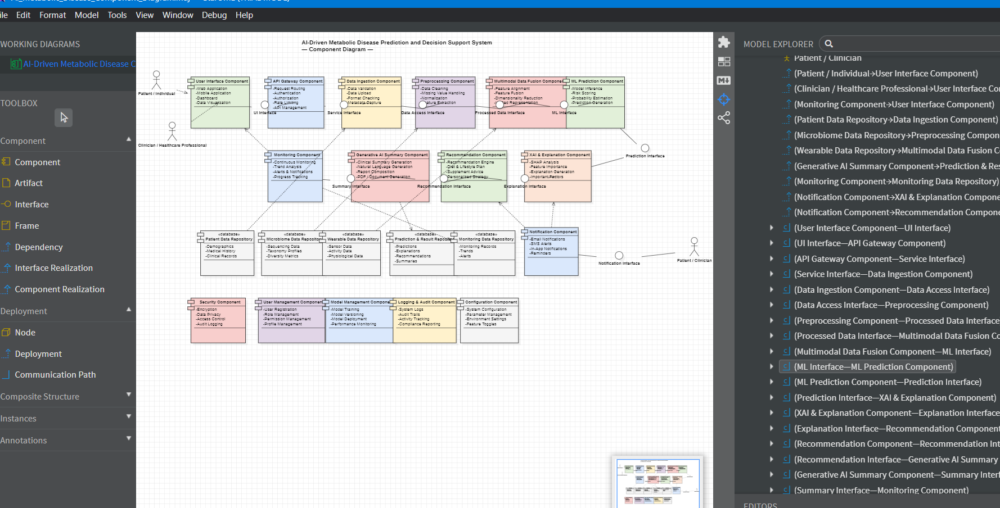 File Edit Format Model Tools View Window Debug Help
WORKING DIAGRAMS
AI-Driven Metabolic Disease C
TOOLBOX
Component
Component
Artifact
Interface
Frame
Dependency
Interface Realization
Component Realization
Deployment
Node
Deployment
Communication Path
Composite Structure
Instances
Annotations
AI-Driven Metabolic Disease Prediction and Decision Support System
— Component Diagram —
Patient / Individual
Clinician / Healthcare Professional
User Interface Component
-Web Application
-Mobile Application
-Dashboard
-Data Visualization
UI Interface
API Gateway Component
-Request Routing
-Authentication
-Authorization
-Rate Limiting
-API Management
Service Interface
Data Ingestion Component
-Data Validation
-Data Upload
-Format Checking
-Metadata Capture
Data Access Interface
Preprocessing Component
-Data Cleaning
-Missing Value Handling
-Normalization
ature Extraction
Processed Data Interface
Multimodal Data Fusion Component
-Feature Alignment
-Feature Fusion
-Dimensionality Reduction
d Representation
ML Interface
ML Prediction Component
-Model Inference
-Risk Scoring
-Probability Estimation
-Prediction Generation
Prediction Interface
Monitoring Component
-Continuous Monitoring
-Trend Analysis
-Alerts & Notifications
-Progress Tracking
Summary Interface
Generative AI Summary Component
-Clinical Summary Generation
-Natural Language Generation
-Report Composition
-PDF / Document Generation
Recommendation Interface
Recommendation Component
-Recommendation Engine
-Diet & Lifestyle Plan
-Supplement Advice
-Personalized Strategy
Explanation Interface
XAI & Explanation Component
-SHAP Analysis
-Feature Importance
-Explanation Generation
-Important Factors
«database»
Patient Data Repository
-Demographics
-Medical History
-Clinical Records
«database»
Microbiome Data Repository
-Sequencing Data
-Taxonomy Profiles
-Diversity Metrics
«database»
Wearable Data Repository
-Sensor Data
-Activity Data
-Physiological Data
«database»
Prediction & Result Reposito
-Predictions
-Explanations
-Recommendations
-Summaries
«database»
Monitoring Data Repository
-Monitoring Records
-Trends
-Alerts
Notification Component
-Email Notifications
-SMS Alerts
-In-App Notifications
-Reminders
Notification Interface
Patient / Clinician
Security Component
-Encryption
-Data Privacy
-Access Control
-Audit Logging
User Management Component
-User Registration
-Role Management
-Permission Management
-Profile Management
Model Management Compone
-Model Training
-Model Versioning
-Model Deployment
-Performance Monitoring
Logging & Audit Component
-System Logs
-Audit Trails
-Activity Tracking
-Compliance Reporting
Configuration Component
-System Configuration
-Parameter Management
-Environment Settings
-Feature Toggles
MODEL EXPLORER
Patient / Clinician
(Patient / Individual→User Interface Component)
(Clinician / Healthcare Professional→User Interface Co
(Monitoring Component→User Interface Component)
(Patient Data Repository→Data Ingestion Component)
(Microbiome Data Repository→Preprocessing Compon
(Wearable Data Repository→Multimodal Data Fusion C
(Generative AI Summary Component→Prediction & Res
(Monitoring Component→Monitoring Data Repository)
(Notification Component→XAI & Explanation Compone
(Notification Component→Recommendation Compone
(User Interface Component—UI Interface)
(UI Interface—API Gateway Component)
(API Gateway Component—Service Interface)
(Service Interface—Data Ingestion Component)
(Data Ingestion Component—Data Access Interface)
(Data Access Interface—Preprocessing Component)
(Preprocessing Component—Processed Data Interface
(Processed Data Interface—Multimodal Data Fusion Co
(Multimodal Data Fusion Component—ML Interface)
(ML Interface—ML Prediction Component)
(ML Prediction Component—Prediction Interface)
(Prediction Interface—XAI & Explanation Component)
(XAI & Explanation Component—Explanation Interface
(Explanation Interface—Recommendation Component
(Recommendation Component—Recommendation Int
(Recommendation Interface—Generative AI Summary
(Generative AI Summary Component—Summary Interf
(Summary Interface—Monitoring Component)
EDITORS